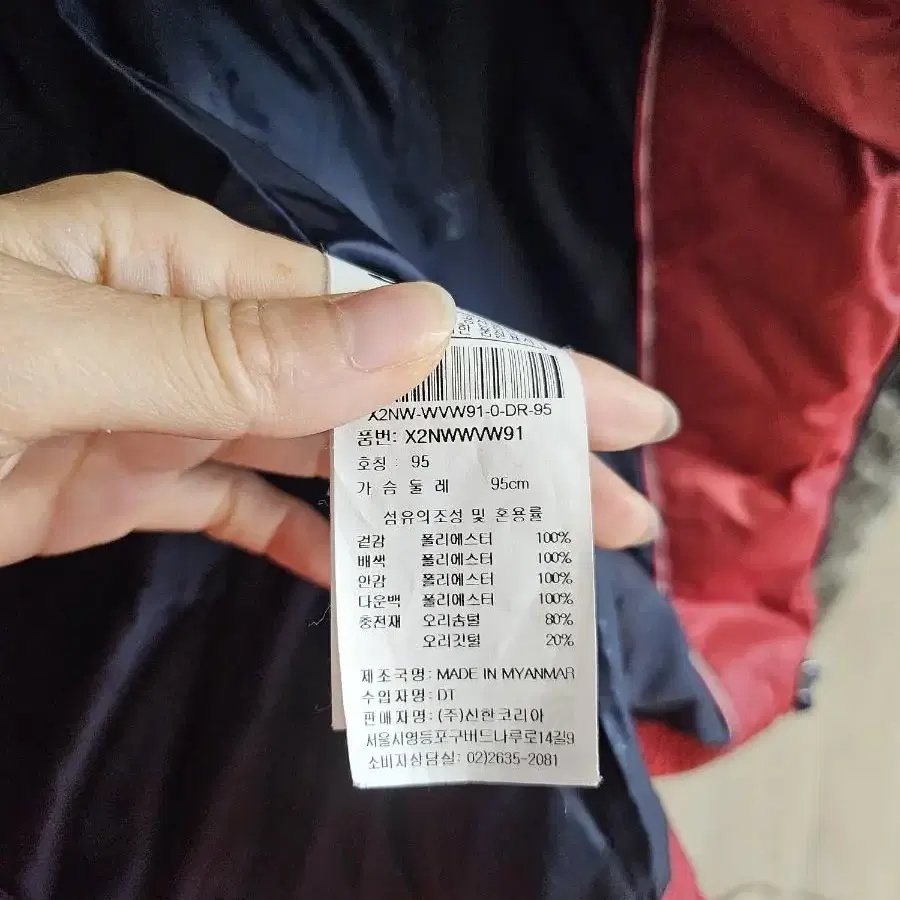 X2NW-WVW91-0-DR-95
품번: X2NWWVW91
호칭 : 95
가 슴 둘 레 95cm
섬유의조성 및 혼용률
겉감 폴리에스터 100%
배색 폴리에스터 100%
안감 폴리에스터 100%
다운백 폴리에스터 100%
충전재 오리솜털 80%
오리깃털 20%
제조국명: MADE IN MYANMAR
수입자명: DT
판매자명: (주)신한코리아
서울시영등포구버드나루로14길9
소비자상담실: 02)2635-2081